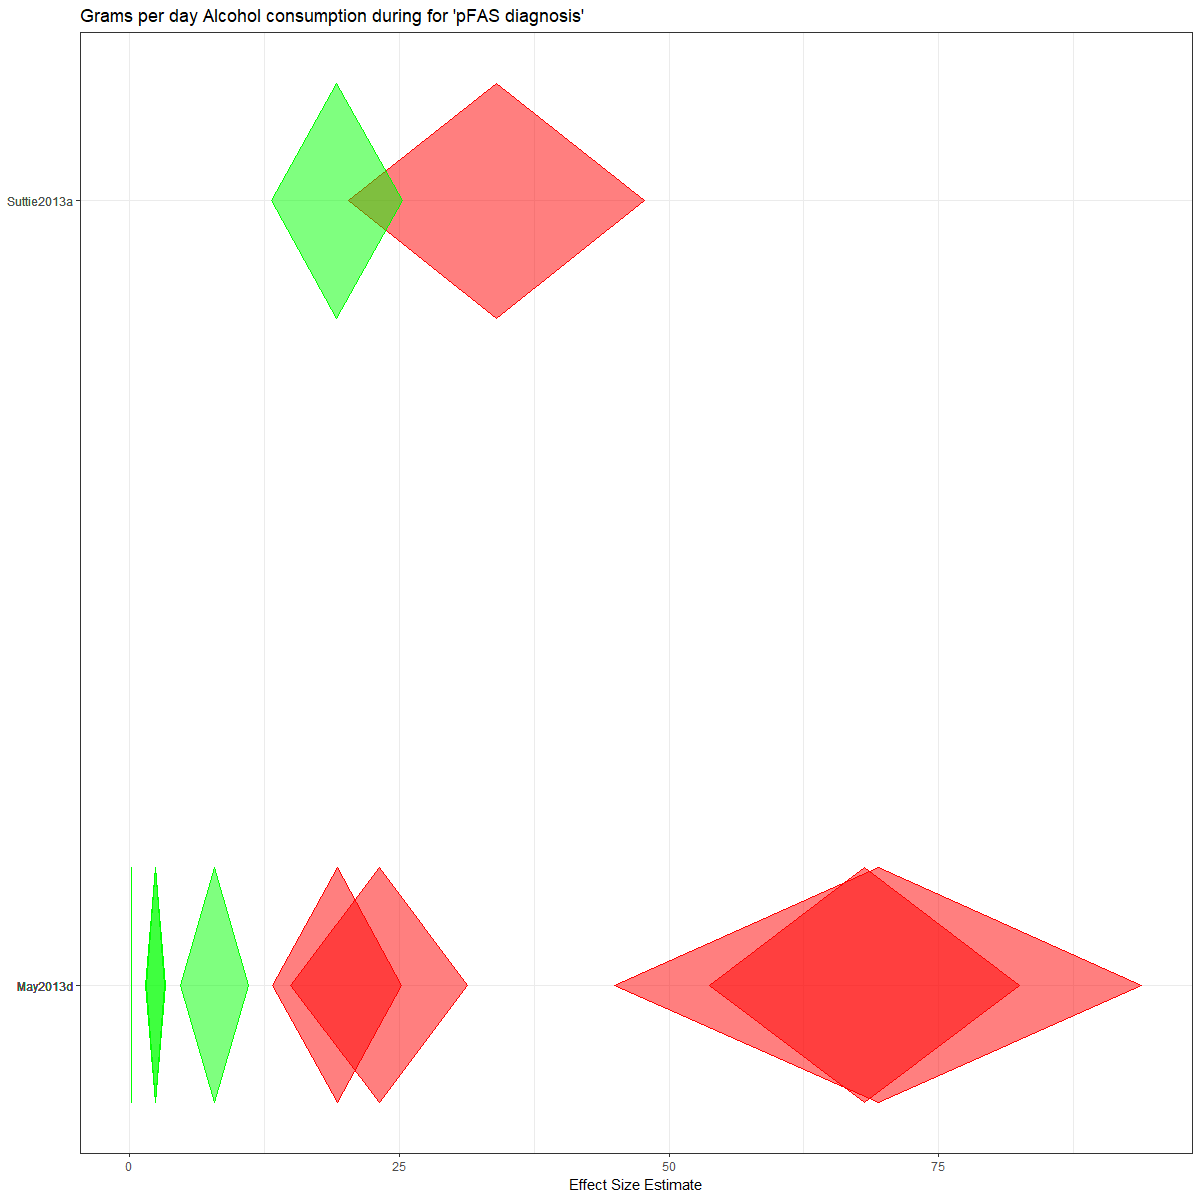 Grams per day Alcohol consumption during for 'pFAS diagnosis'
Suttie2013a
May2013d
0 25 50 75
Effect Size Estimate